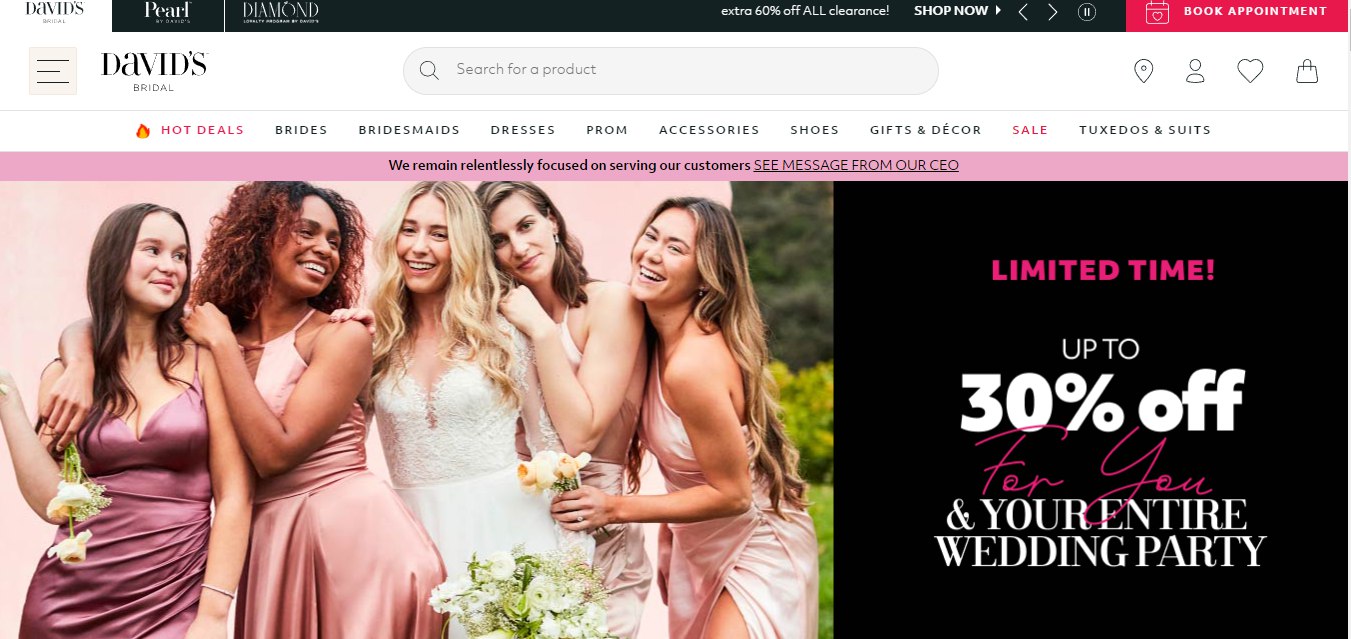 DAVID'S
BRIDAL
Pearl
BY DAVID'S
DIAMOND
LOYALTY PROGRAM BY DAVID'S
extra 60% off ALL clearance! SHOP NOW
BOOK APPOINTMENT
DAVID'S
BRIDAL
Search for a product
HOT DEALS BRIDES BRIDESMAIDS DRESSES PROM ACCESSORIES SHOES GIFTS & DÉCOR SALE TUXEDOS & SUITS
We remain relentlessly focused on serving our customers SEE MESSAGE FROM OUR CEO
LIMITED TIME!
UP TO
30% off
For You
& YOUR ENTIRE
WEDDING PARTY